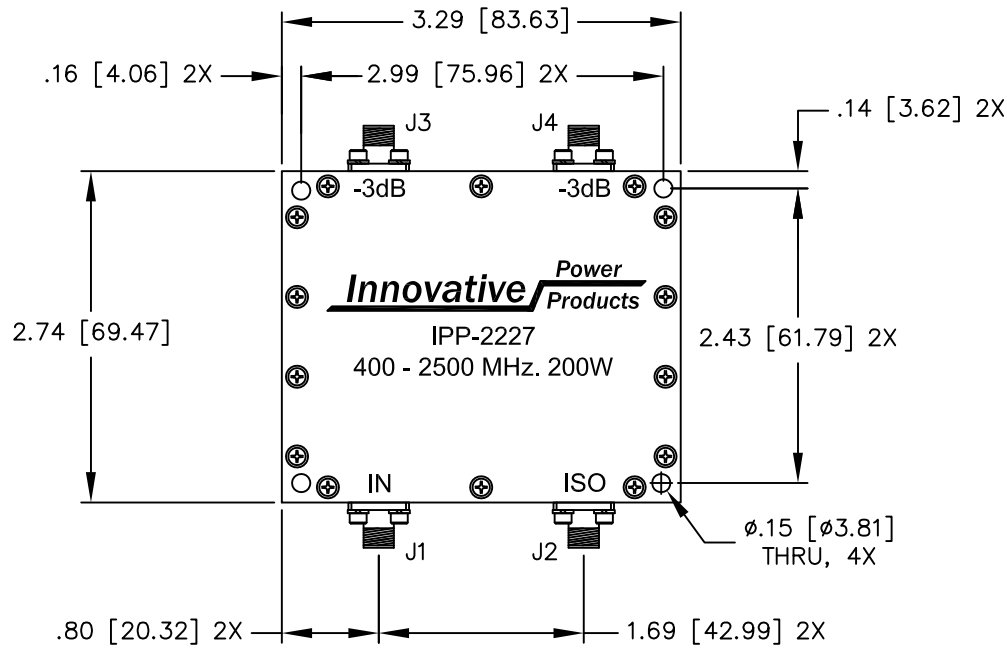 3.29 [83.63]
.16 [4.06] 2X
2.99 [75.96] 2X
.14 [3.62] 2X
J3
J4
-3dB
-3dB
Innovative Power Products
2.74 [69.47]
2.43 [61.79] 2X
IPP-2227
400 - 2500 MHz. 200W
IN
ISO
J1
J2
ø.15 [ø3.81]
THRU, 4X
.80 [20.32] 2X
1.69 [42.99] 2X